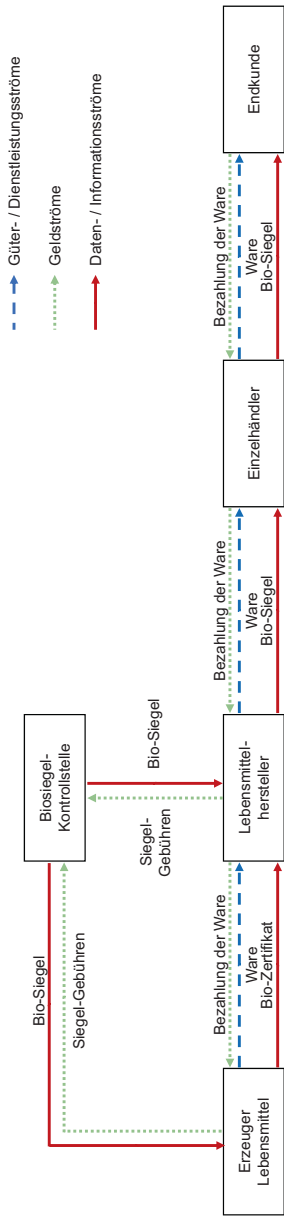 Güter- / Dienstleistungsströme
Geldströme
Daten- / Informationsströme
Biosiegel-
Kontrollstelle
Bio-Siegel
Siegel-Gebühren
Siegel-
Gebühren
Bio-Siegel
Erzeuger
Lebensmittel
Bezahlung der Ware
Ware
Bio-Zertifikat
Lebensmittel-
hersteller
Bezahlung der Ware
Ware
Bio-Siegel
Einzelhändler
Bezahlung der Ware
Ware
Bio-Siegel
Endkunde